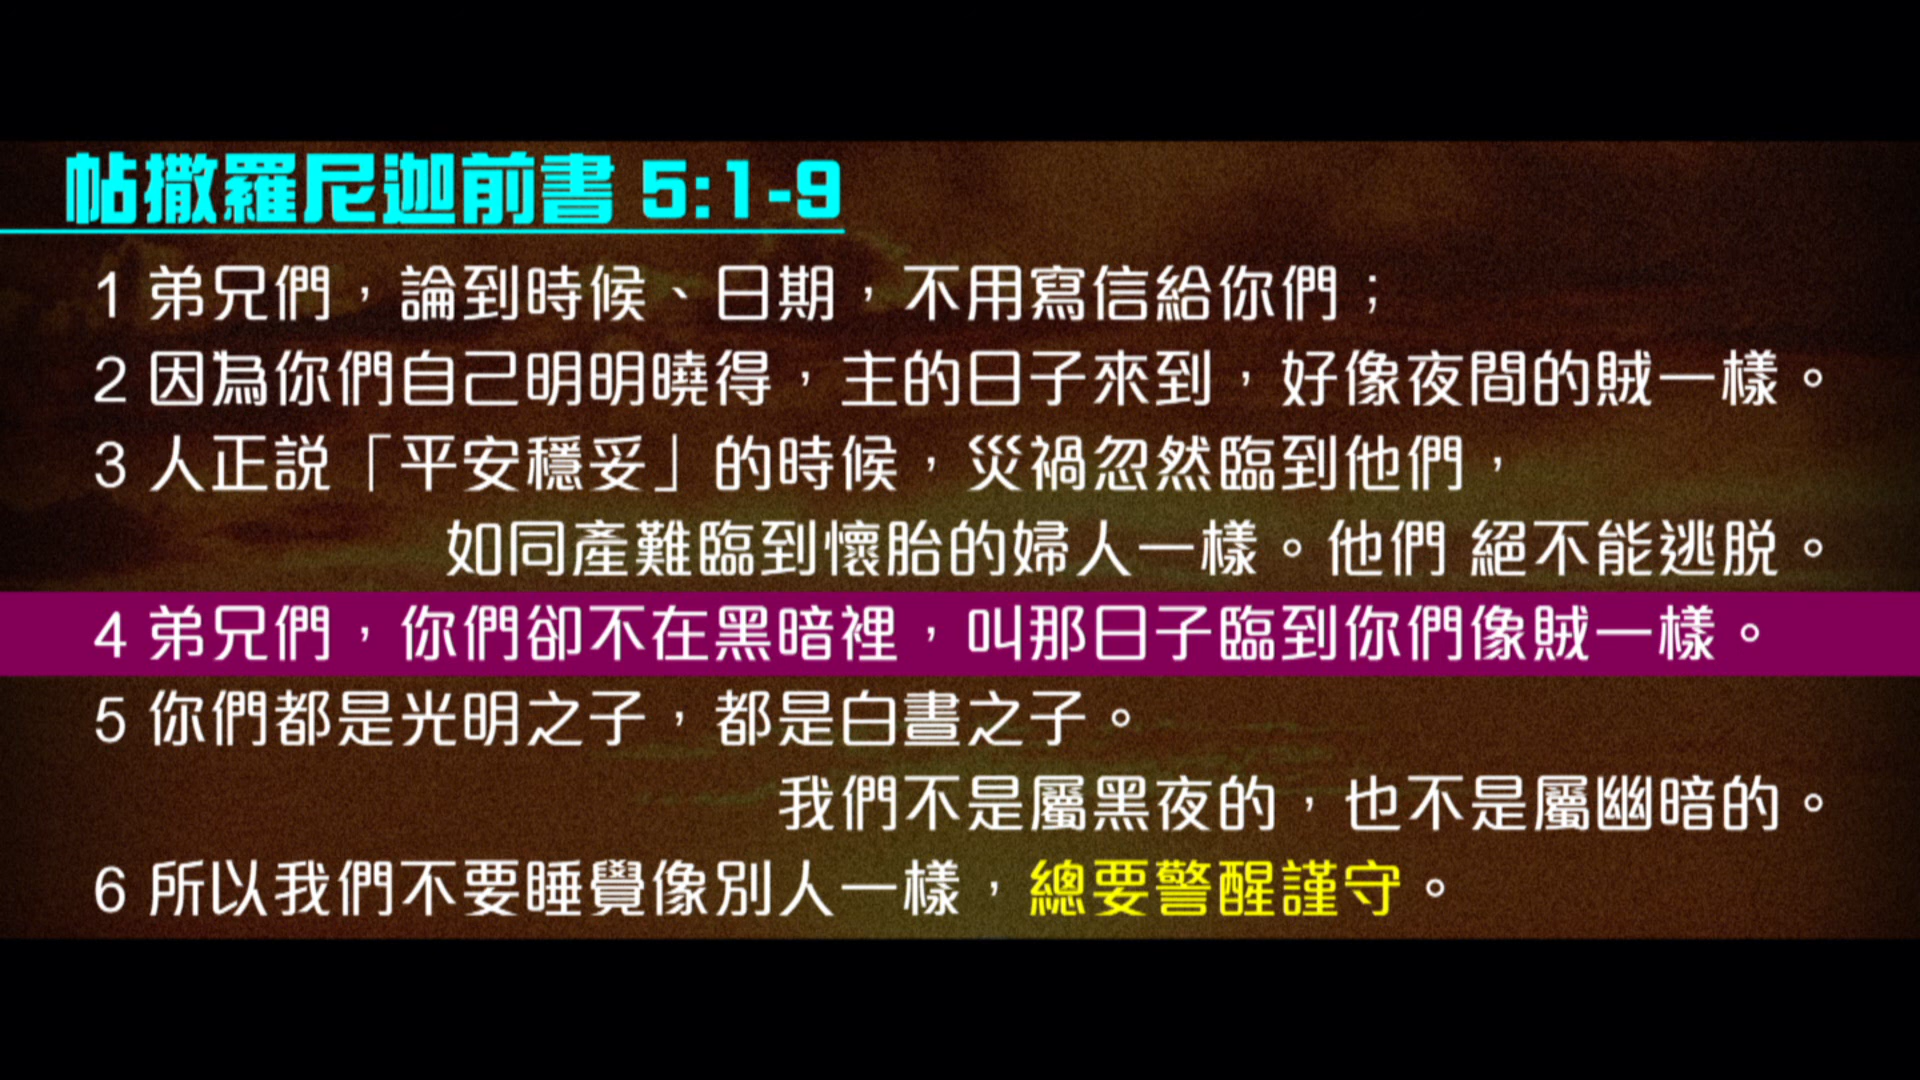 帖撒羅尼迦前書 5:1-9
1 弟兄們，論到時候、日期，不用寫信給你們；
2 因為你們自己明明曉得，主的日子來到，好像夜間的賊一樣。
3 人正説「平安穩妥」的時候，災禍忽然臨到他們，
如同產難臨到懷胎的婦人一樣。他們 絕不能逃脱。
4 弟兄們，你們卻不在黑暗裡，叫那日子臨到你們像賊一樣。
5 你們都是光明之子，都是白晝之子。
我們不是屬黑夜的，也不是屬幽暗的。
6 所以我們不要睡覺像別人一樣，總要警醒謹守。